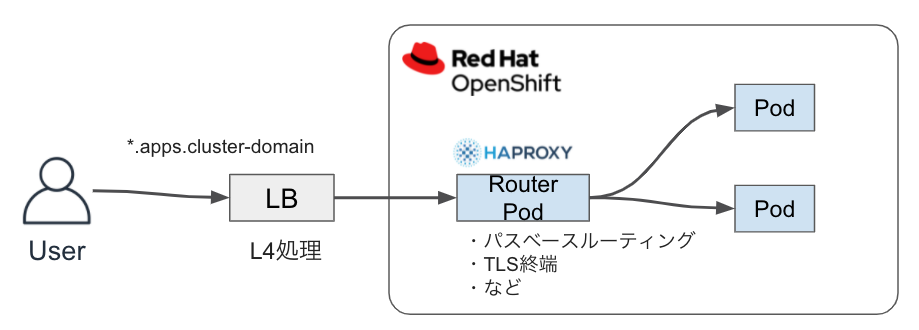 Red Hat
OpenShift
*.apps.cluster-domain
HAPROXY
Pod
User
LB
L4処理
Router
Pod
Pod
・パスベースルーティング
・TLS終端
・など